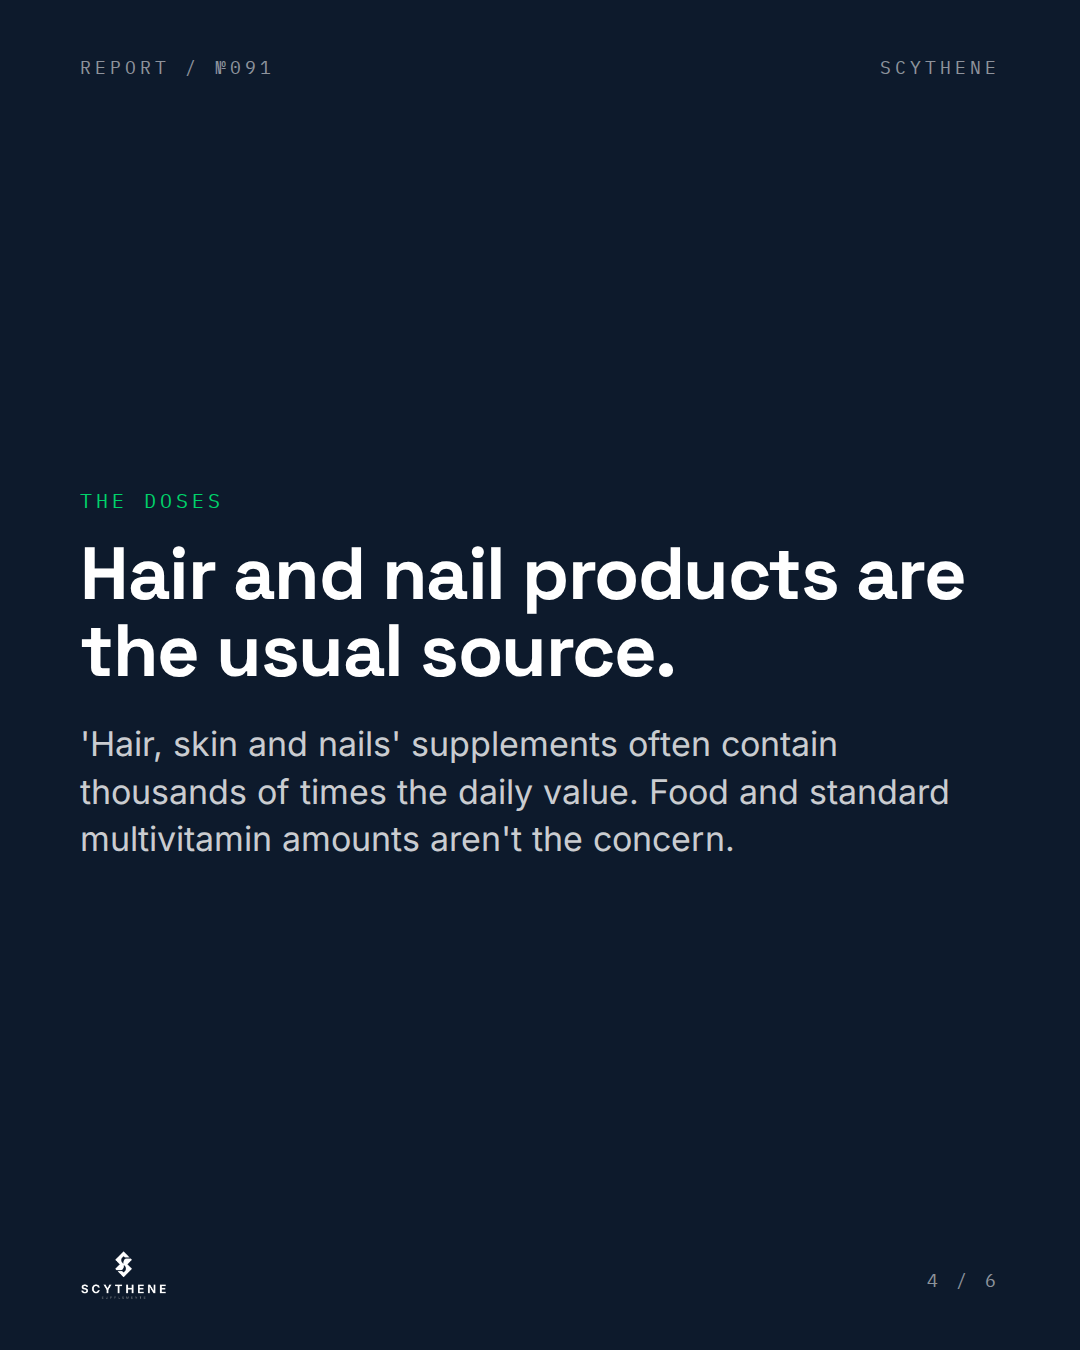 REPORT / №091
SCYTHENE
THE DOSES
Hair and nail products are
the usual source.
'Hair, skin and nails' supplements often contain
thousands of times the daily value. Food and standard
multivitamin amounts aren't the concern.
SCYTHENE
4 / 6